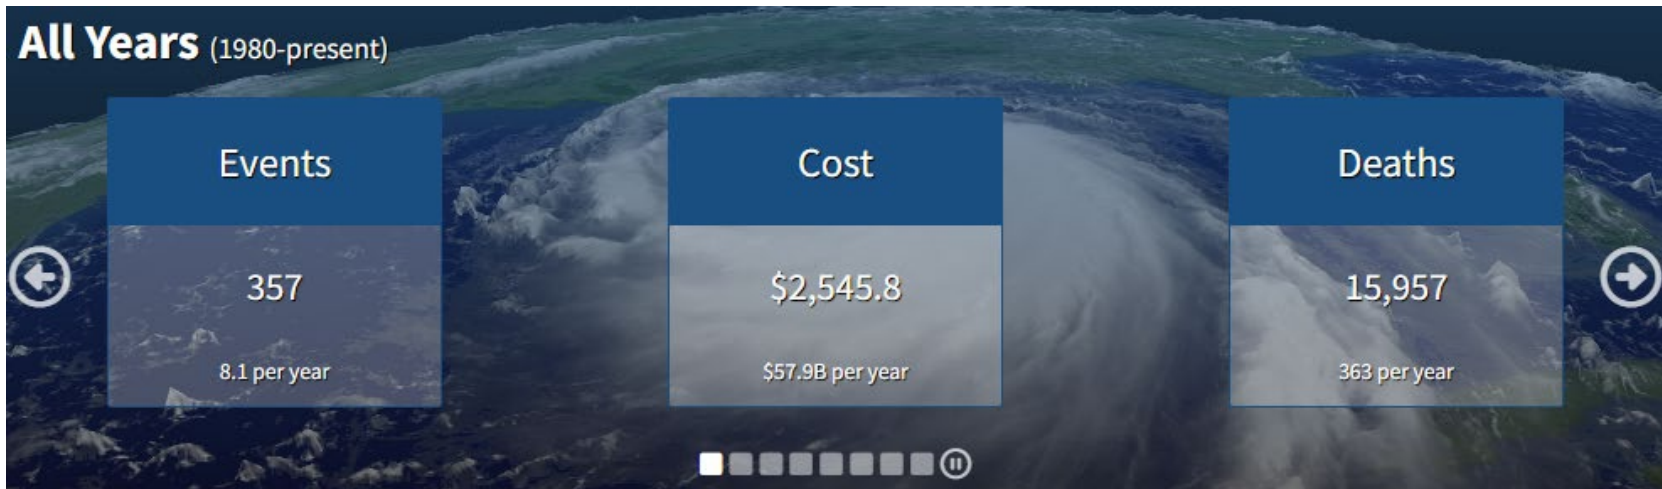 All Years (1980-present)
Events
357
8.1 per year
Cost
$2,545.8
$57.9B per year
Deaths
15,957
363 per year